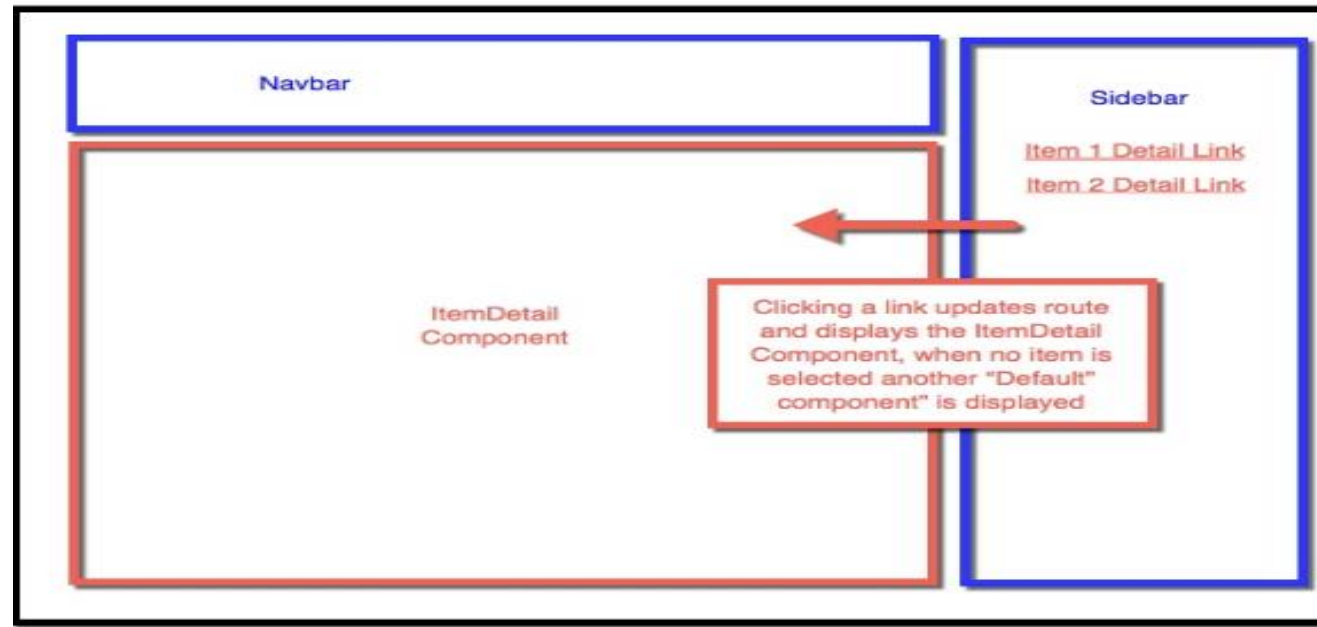 Navbar
Sidebar
Item 1 Detail Link
Item 2 Detail Link
ItemDetail
Component
Clicking a link updates route
and displays the ItemDetail
Component, when no item is
selected another "Default"
component" is displayed